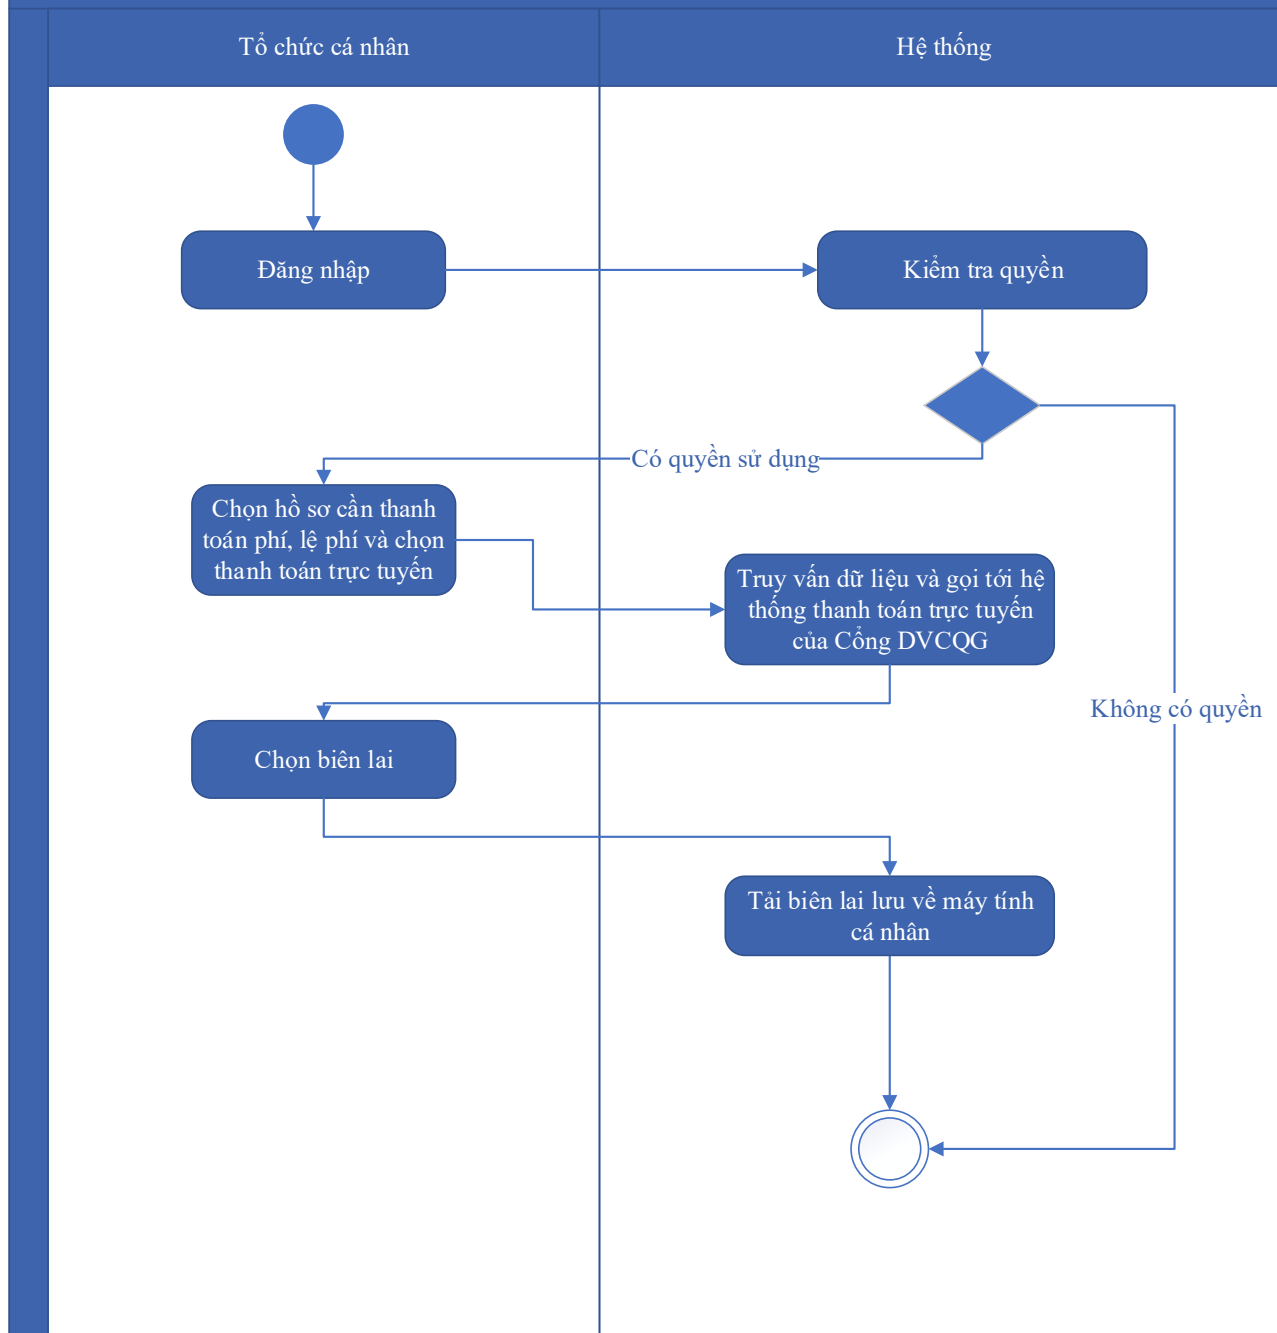 Tổ chức cá nhân
Hệ thống
Đăng nhập
Kiểm tra quyền
Có quyền sử dụng
Chọn hồ sơ cần thanh
toán phí, lệ phí và chọn
thanh toán trực tuyến
Truy vấn dữ liệu và gọi tới hệ
thống thanh toán trực tuyến
của Cổng DVCQG
Không có quyền
Chọn biên lai
Tải biên lai lưu về máy tính
cá nhân